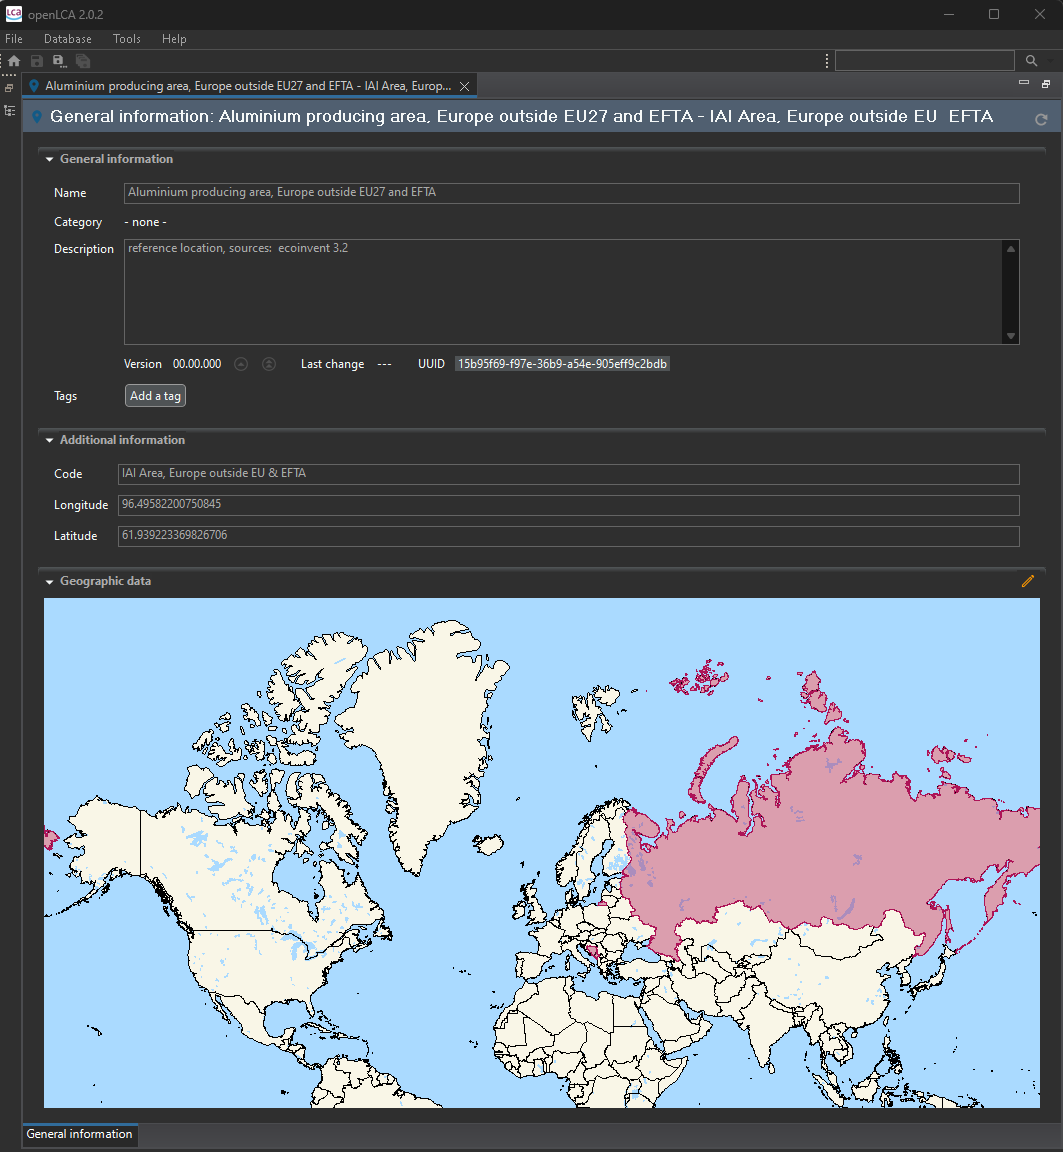 LCA openLCA 2.0.2
File Database Tools Help
Aluminium producing area, Europe outside EU27 and EFTA - IAI Area, Europ...
General information: Aluminium producing area, Europe outside EU27 and EFTA - IAI Area, Europe outside EU  EFTA
General information
Name Aluminium producing area, Europe outside EU27 and EFTA
Category - none -
Description reference location, sources:  ecoinvent 3.2
Version 00.00.000 Last change --- UUID 15b95f69-f97e-36b9-a54e-905eff9c2bdb
Tags Add a tag
Additional information
Code IAI Area, Europe outside EU & EFTA
Longitude 96.49582200750845
Latitude 61.939223369826706
Geographic data
General information